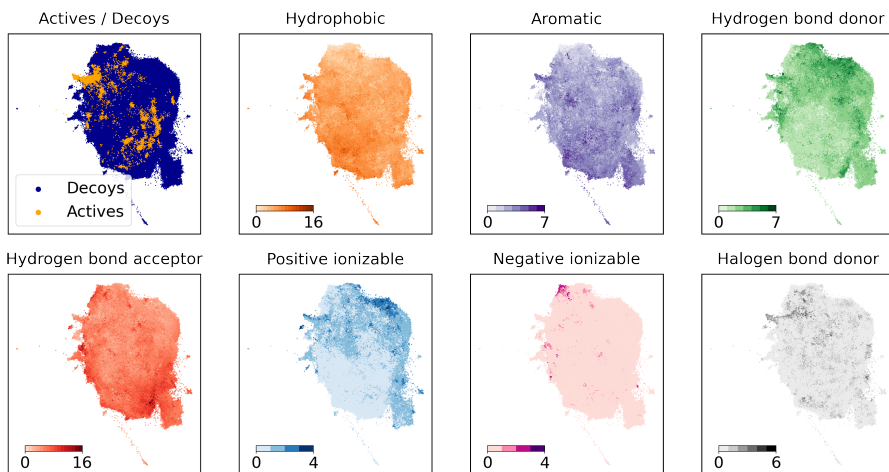 Actives / Decoys
Hydrophobic
Aromatic
Hydrogen bond donor
Decoys
Actives
0 16
0 7
0 7
Hydrogen bond acceptor
Positive ionizable
Negative ionizable
Halogen bond donor
0 16
0 4
0 4
0 6